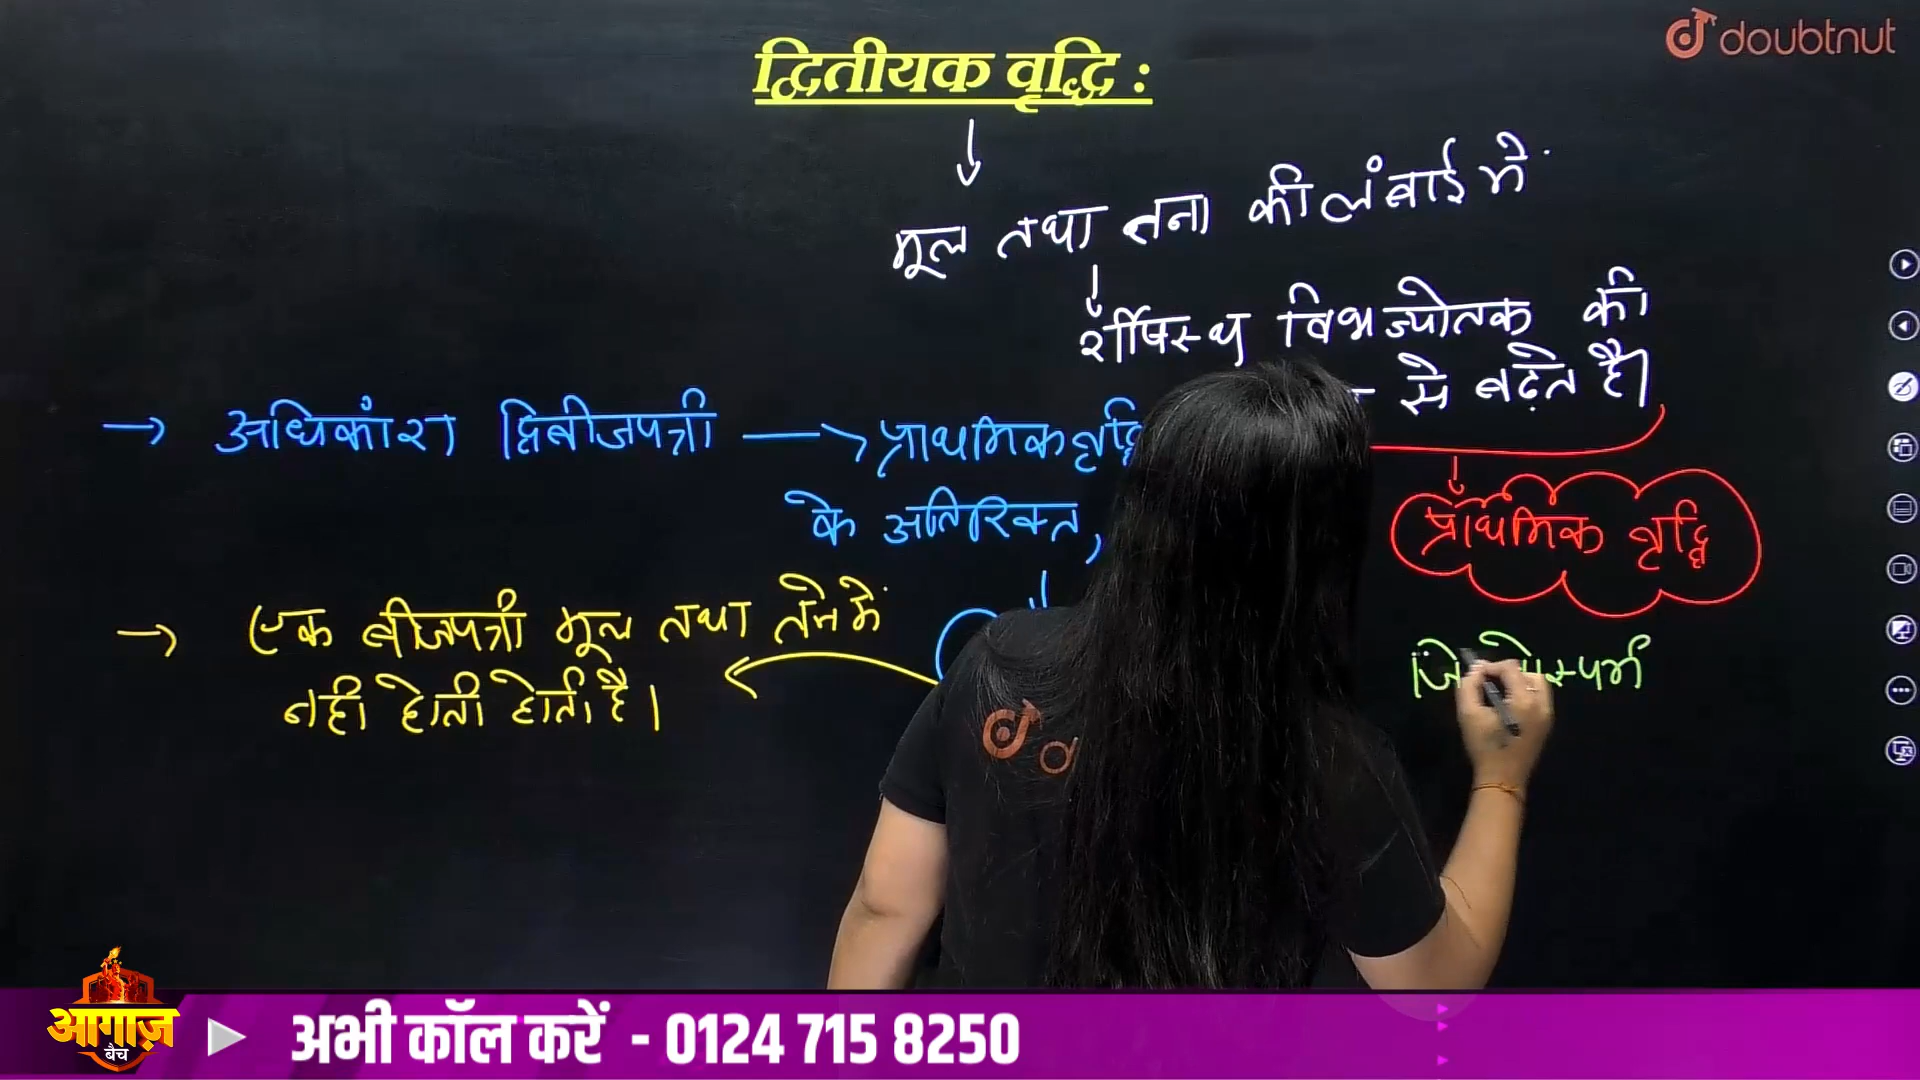 doubtnut
द्वितीयक वृद्धि :
मूल तथा तना की लंबाई में
शीर्षस्थ विभज्योतक की
से बढ़ते है।
→ अधिकांश द्विबीजपत्री → प्राथमिक वृद्धि
के अतिरिक्त,
प्राथमिक वृद्धि
→ एक बीजपत्री मूल तथा तने में
नही होती होती है।
आगाज़
बैच
अभी कॉल करें - 0124 715 8250